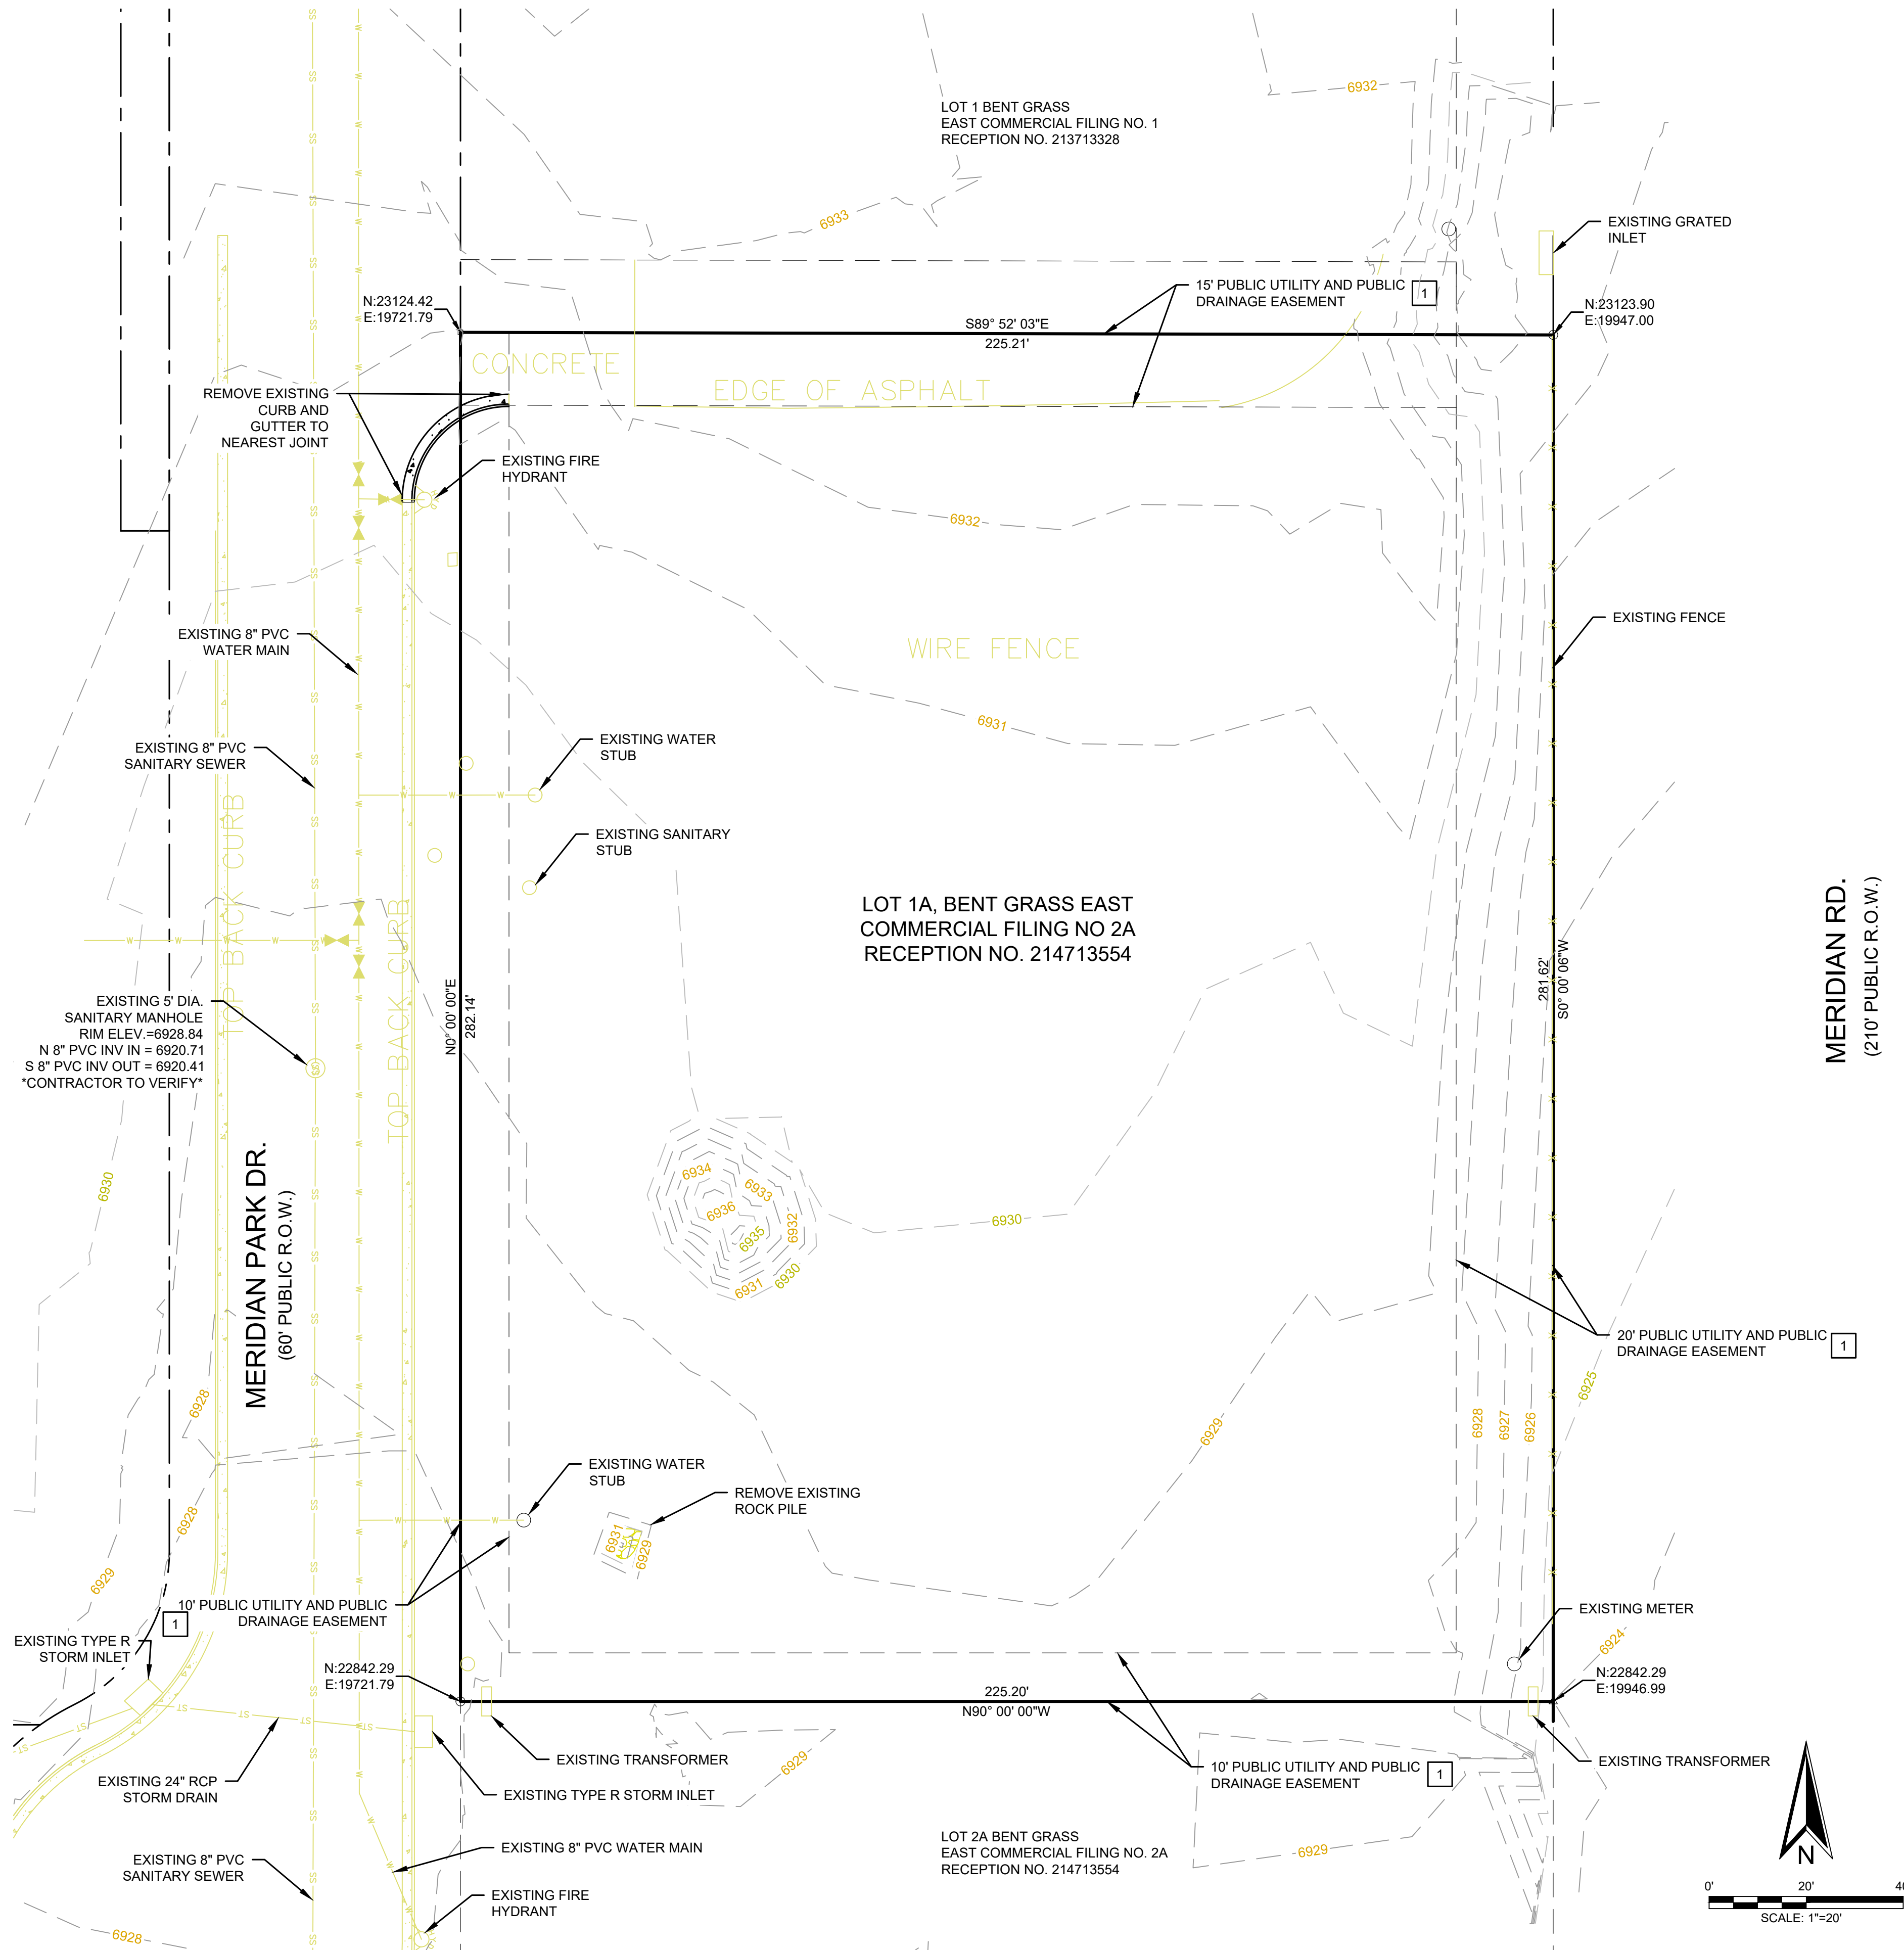 6932
LOT 1 BENT GRASS
EAST COMMERCIAL FILING NO. 1
RECEPTION NO. 213713328
6933
EXISTING GRATED
INLET
15' PUBLIC UTILITY AND PUBLIC
DRAINAGE EASEMENT
1
N:23124.42
E:19721.79
N:23123.90
E:19947.00
S89° 52' 03"E
225.21'
CONCRETE
EDGE OF ASPHALT
REMOVE EXISTING
CURB AND
GUTTER TO
NEAREST JOINT
EXISTING FIRE
HYDRANT
6932
EXISTING FENCE
EXISTING 8" PVC
WATER MAIN
WIRE FENCE
6931
EXISTING 8" PVC
SANITARY SEWER
EXISTING WATER
STUB
EXISTING SANITARY
STUB
TOP BACK CURB
TOP BACK CURB
LOT 1A, BENT GRASS EAST
COMMERCIAL FILING NO 2A
RECEPTION NO. 214713554
MERIDIAN RD.
(210' PUBLIC R.O.W.)
N0° 00' 00"E
282.14'
281.62'
S0° 00' 06"W
EXISTING 5' DIA.
SANITARY MANHOLE
RIM ELEV.=6928.84
N 8" PVC INV IN = 6920.71
S 8" PVC INV OUT = 6920.41
*CONTRACTOR TO VERIFY*
6930
MERIDIAN PARK DR.
(60' PUBLIC R.O.W.)
6934
6933
6936
6932
6935
6930
6931
6930
20' PUBLIC UTILITY AND PUBLIC
DRAINAGE EASEMENT
1
6928
6929
6928
6927
6926
6925
EXISTING WATER
STUB
REMOVE EXISTING
ROCK PILE
6928
6931
6929
6929
10' PUBLIC UTILITY AND PUBLIC
DRAINAGE EASEMENT
1
EXISTING METER
6924
EXISTING TYPE R
STORM INLET
N:22842.29
E:19721.79
N:22842.29
E:19946.99
225.20'
N90° 00' 00"W
EXISTING TRANSFORMER
6929
EXISTING TRANSFORMER
10' PUBLIC UTILITY AND PUBLIC
DRAINAGE EASEMENT
1
EXISTING 24" RCP
STORM DRAIN
EXISTING TYPE R STORM INLET
LOT 2A BENT GRASS
EAST COMMERCIAL FILING NO. 2A
RECEPTION NO. 214713554
6929
EXISTING 8" PVC WATER MAIN
EXISTING 8" PVC
SANITARY SEWER
EXISTING FIRE
HYDRANT
6928
N
0'
20'
SCALE: 1"=20'